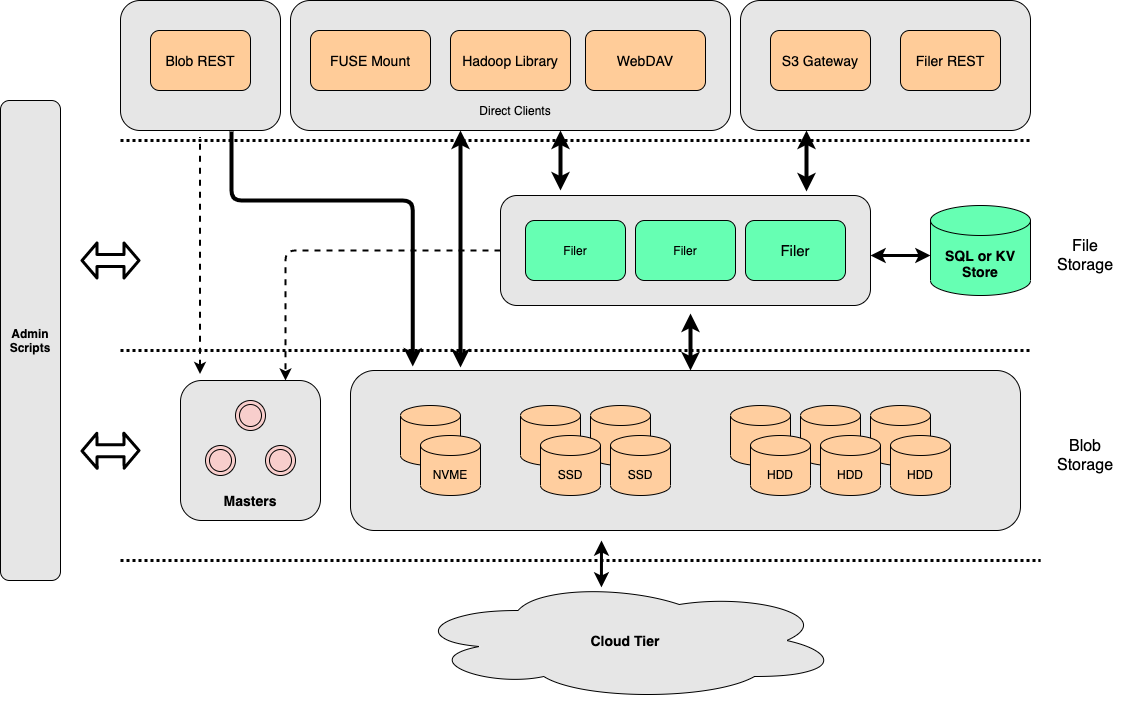 Blob REST
FUSE Mount
Hadoop Library
WebDAV
S3 Gateway
Filer REST
Direct Clients
Admin
Scripts
Filer
Filer
Filer
SQL or KV
Store
File
Storage
Masters
NVME
SSD
SSD
HDD
HDD
HDD
Blob
Storage
Cloud Tier